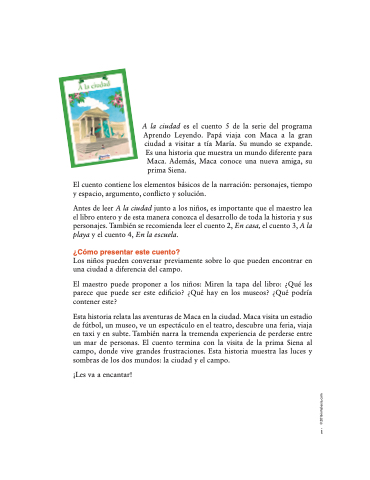 A la ciudad
A la ciudad es el cuento 5 de la serie del programa
Aprendo Leyendo. Papá viaja con Maca a la gran
ciudad a visitar a tía María. Su mundo se expande.
Es una historia que muestra un mundo diferente para
Maca. Además, Maca conoce una nueva amiga, su
prima Siena.
El cuento contiene los elementos básicos de la narración: personajes, tiempo
y espacio, argumento, conflicto y solución.
Antes de leer A la ciudad junto a los niños, es importante que el maestro lea
el libro entero y de esta manera conozca el desarrollo de toda la historia y sus
personajes. También se recomienda leer el cuento 2, En casa, el cuento 3, A la
playa y el cuento 4, En la escuela.
¿Cómo presentar este cuento?
Los niños pueden conversar previamente sobre lo que pueden encontrar en
una ciudad a diferencia del campo.
El maestro puede proponer a los niños: Miren la tapa del libro: ¿Qué les
parece que puede ser este edificio? ¿Qué hay en los museos? ¿Qué podría
contener este?
Esta historia relata las aventuras de Maca en la ciudad. Maca visita un estadio
de fútbol, un museo, ve un espectáculo en el teatro, descubre una feria, viaja
en taxi y en subte. También narra la tremenda experiencia de perderse entre
un mar de personas. El cuento termina con la visita de la prima Siena al
campo, donde vive grandes frustraciones. Esta historia muestra las luces y
sombras de los dos mundos: la ciudad y el campo.
¡Les va a encantar!